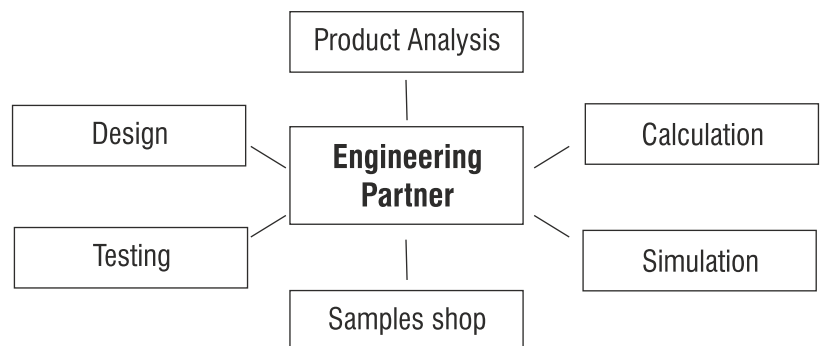 Product Analysis
Design
Calculation
Engineering
Partner
Testing
Simulation
Samples shop